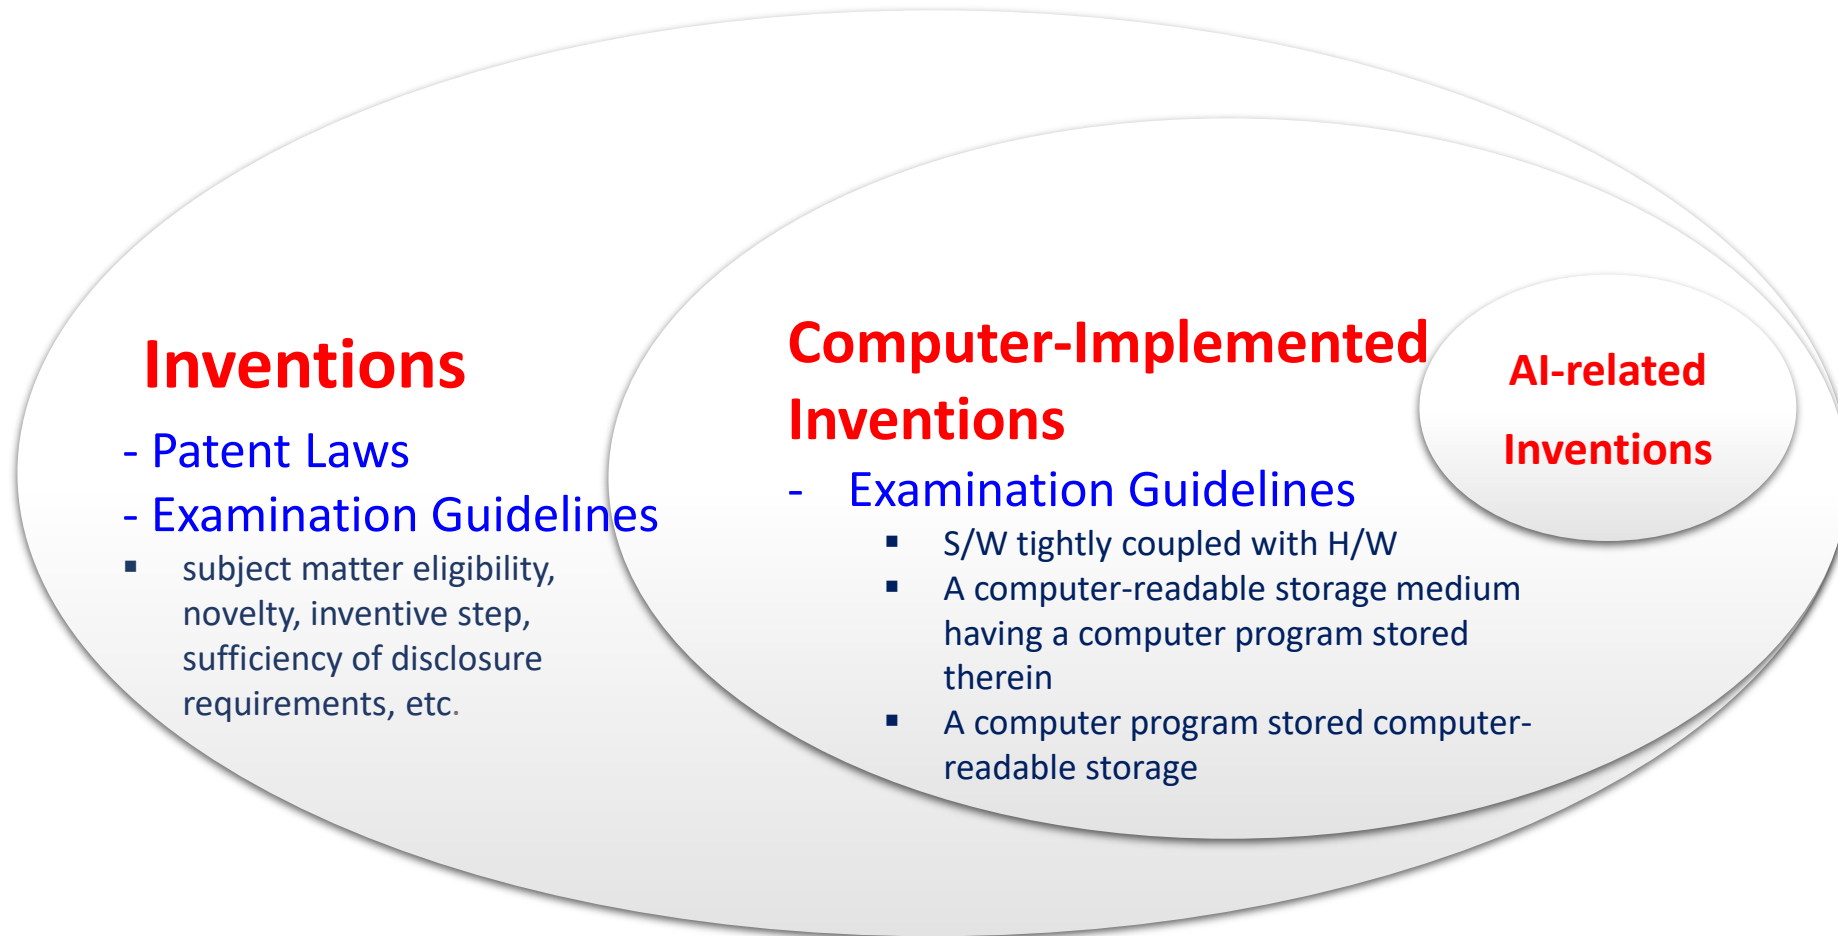 Inventions
- Patent Laws
- Examination Guidelines
▪ subject matter eligibility,
novelty, inventive step,
sufficiency of disclosure
requirements, etc.
Computer-Implemented
Inventions
- Examination Guidelines
▪ S/W tightly coupled with H/W
▪ A computer-readable storage medium
having a computer program stored
therein
▪ A computer program stored computer-
readable storage
AI-related
Inventions